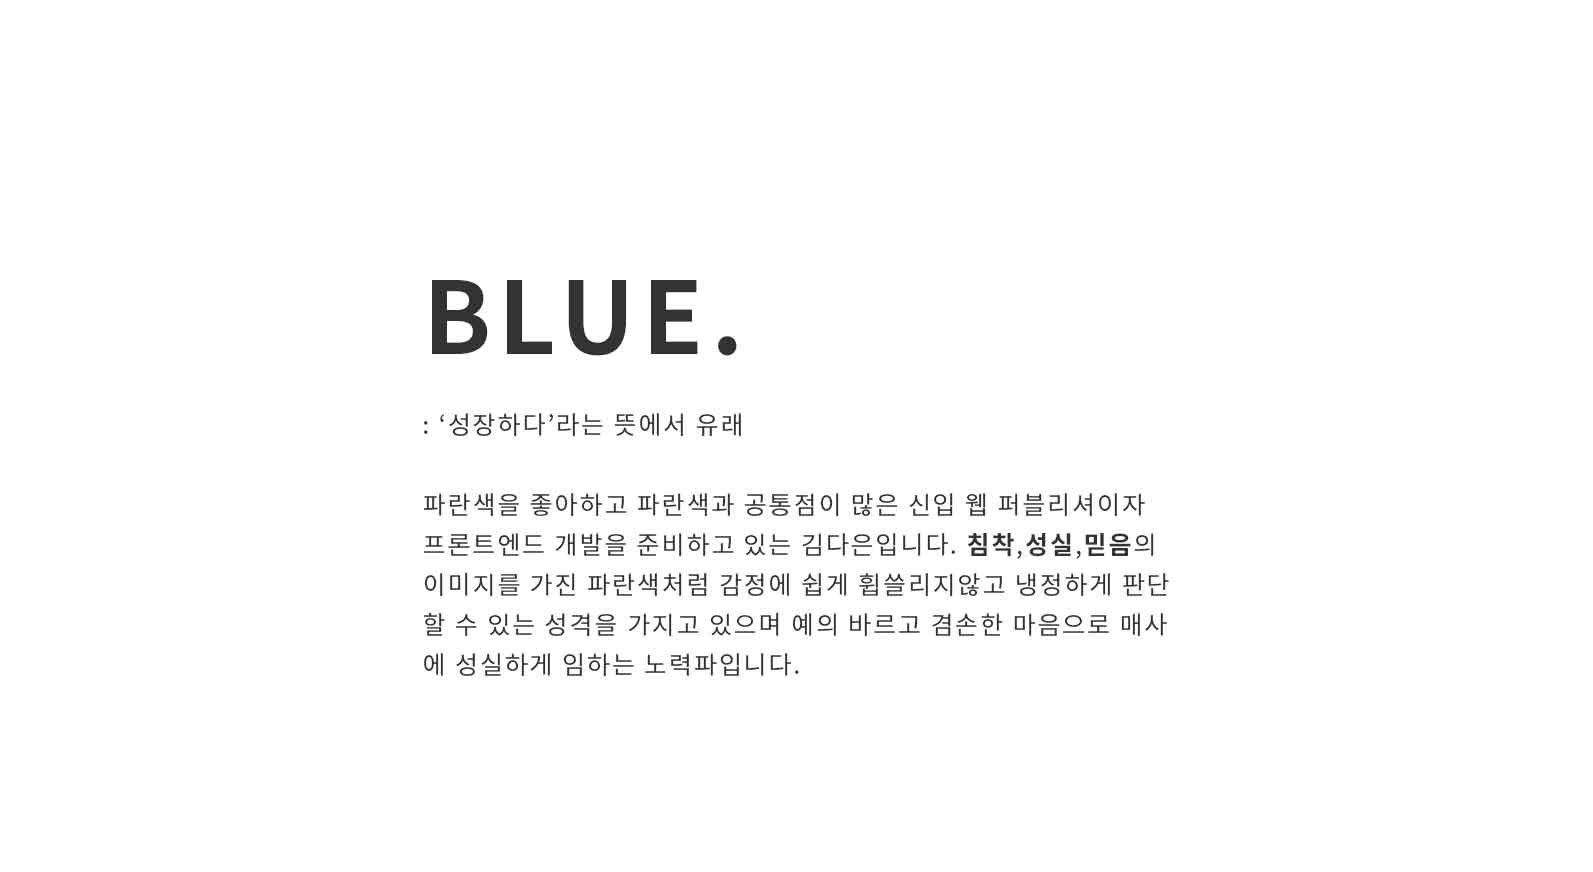 BLUE.
: ‘성장하다’라는 뜻에서 유래
파란색을 좋아하고 파란색과 공통점이 많은 신입 웹 퍼블리셔이자
프론트엔드 개발을 준비하고 있는 김다은입니다. 침착,성실,믿음의
이미지를 가진 파란색처럼 감정에 쉽게 휩쓸리지않고 냉정하게 판단
할 수 있는 성격을 가지고 있으며 예의 바르고 겸손한 마음으로 매사
에 성실하게 임하는 노력파입니다.